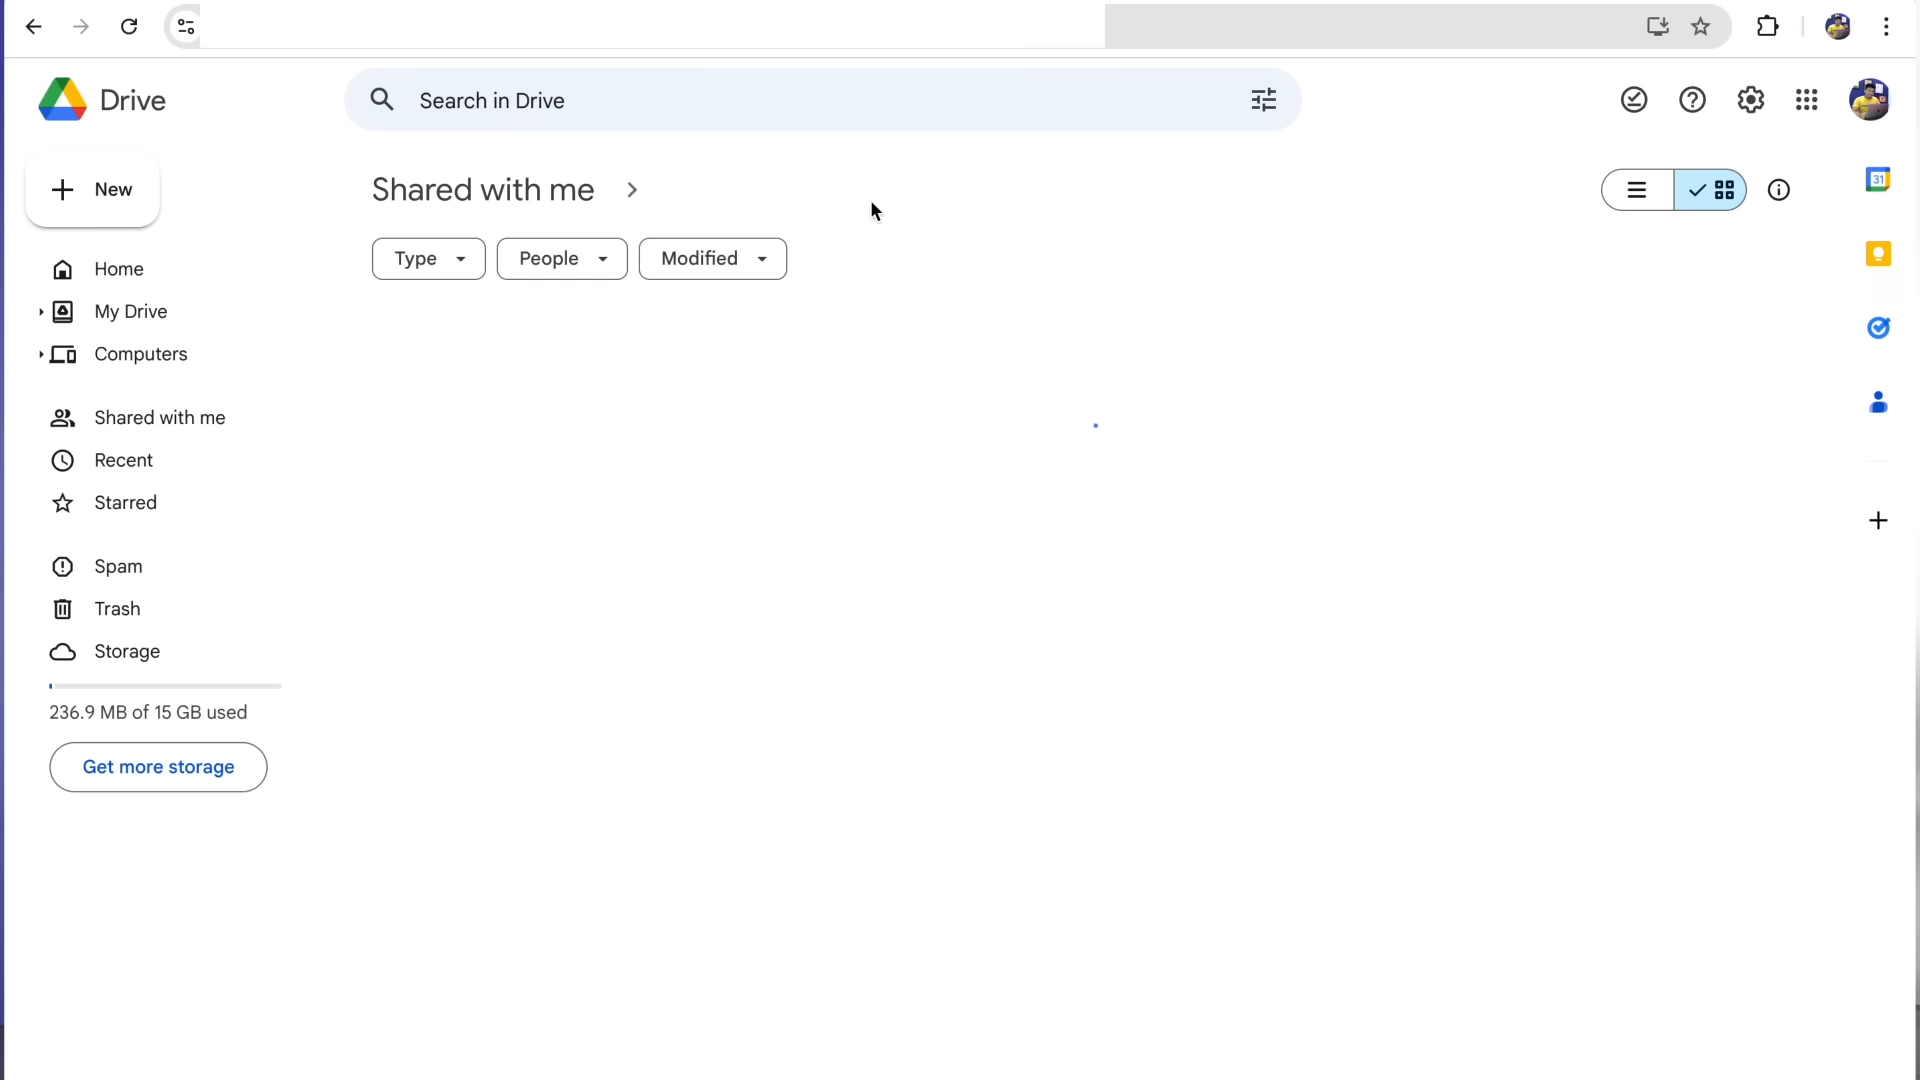 Drive
Search in Drive
New
Shared with me
Type
People
Modified
31
Home
My Drive
Computers
Shared with me
Recent
Starred
Spam
Trash
Storage
236.9 MB of 15 GB used
Get more storage